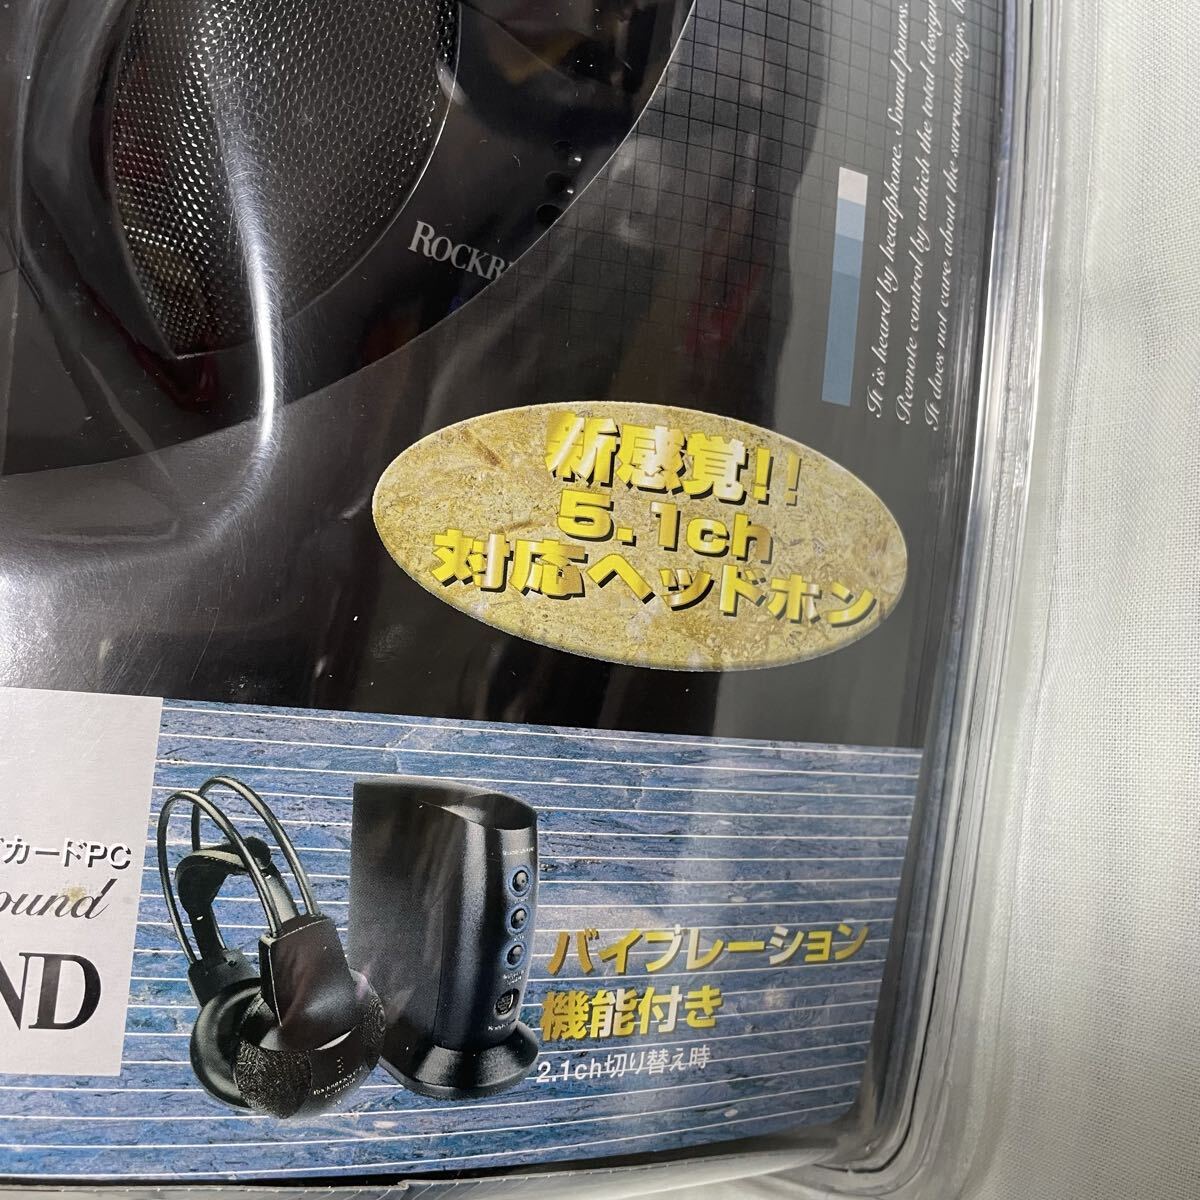 It is heard by headphone. Sound pours.
Remote control by which the total design
It does not care about the surroundings.
新感覚!!
5.1ch
対応ヘッドホン
カードPC
ound
ND
バイブレーション
機能付き
2.1ch切り替え時